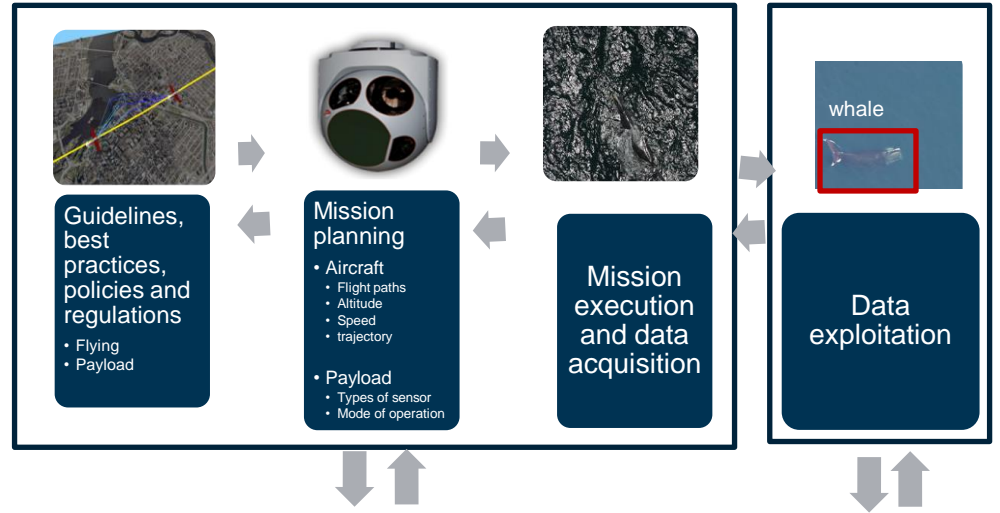 Guidelines,
best
practices,
policies and
regulations
• Flying
• Payload
Mission
planning
• Aircraft
• Flight paths
• Altitude
• Speed
• trajectory
• Payload
• Types of sensor
• Mode of operation
Mission
execution
and data
acquisition
whale
Data
exploitation